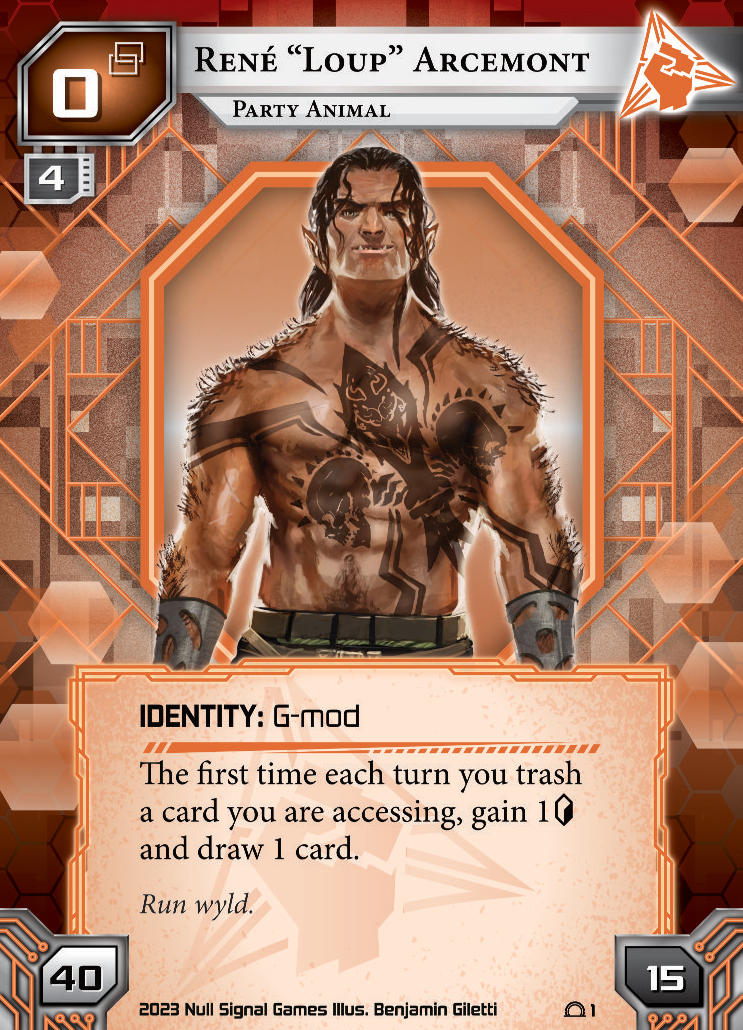 0
RENÉ “LOUP” ARCEMONT
PARTY ANIMAL
4
IDENTITY: G-mod
The first time each turn you trash
a card you are accessing, gain 1
and draw 1 card.
Run wyld.
40
15
2023 Null Signal Games Illus. Benjamin Giletti
1